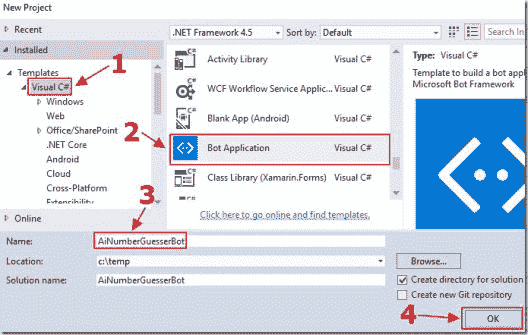 New Project
Recent
.NET Framework 4.5
Sort by: Default
Search In
Installed
Templates
Visual C#
Windows
Web
Office/SharePoint
.NET Core
Android
Cloud
Cross-Platform
Extensibility
Online
1
2
3
4
C#
Activity Library Visual C#
C#
WCF Workflow Service Applic... Visual C#
C#
Blank App (Android) Visual C#
Bot Application Visual C#
C#
Class Library (Xamarin.Forms) Visual C#
Click here to go online and find templates.
Type: Visual C#
Template to build a bot appl
Microsoft Bot Framework
Name: AiNumberGuesserBot
Location: c:\temp
Browse...
Solution name: AiNumberGuesserBot
Create directory for solution
Create new Git repository
OK